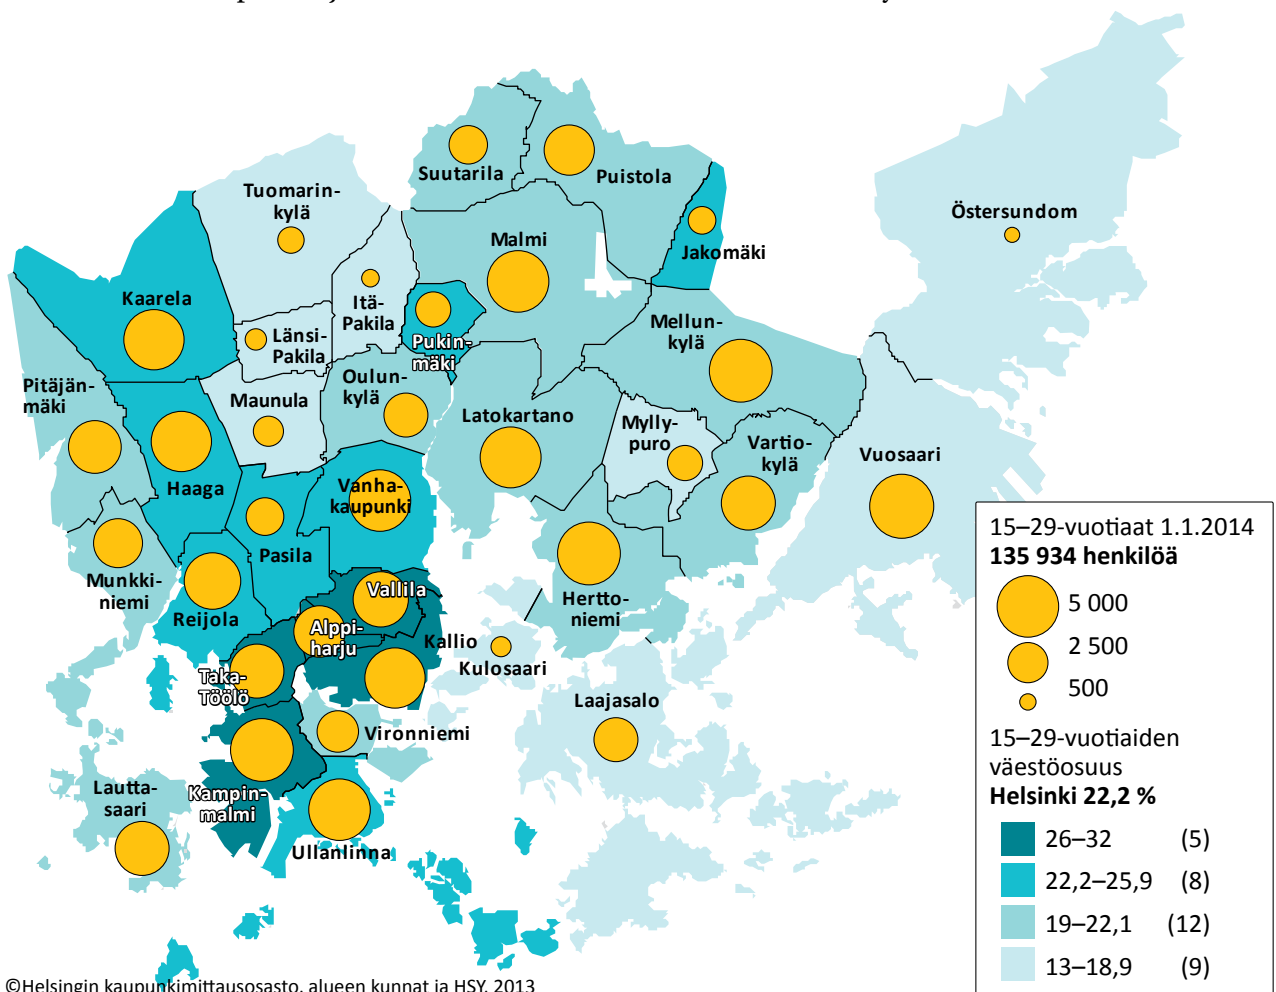 Suutarila
Puistola
Tuomarin-
kylä
Östersundom
Malmi
Jakomäki
Kaarela
Itä-
Pakila
Länsi-
Pakila
Pukin-
mäki
Mellun-
kylä
Pitäjän-
mäki
Oulun-
kylä
Maunula
Latokartano
Mylly-
puro
Vartio-
kylä
Vuosaari
Haaga
Vanha-
kaupunki
Pasila
Munkki-
niemi
Reijola
Vallila
Alppi-
harju
Kallio
Hertto-
niemi
Kulosaari
Taka-
Töölö
Laajasalo
Vironniemi
Lautta-
saari
Kampin-
malmi
Ullanlinna
15–29-vuotiaat 1.1.2014
135 934 henkilöä
5 000
2 500
500
15–29-vuotiaiden
väestöosuus
Helsinki 22,2 %
26–32 (5)
22,2–25,9 (8)
19–22,1 (12)
13–18,9 (9)
©Helsingin kaupunkimittausosasto, alueen kunnat ja HSY, 2013